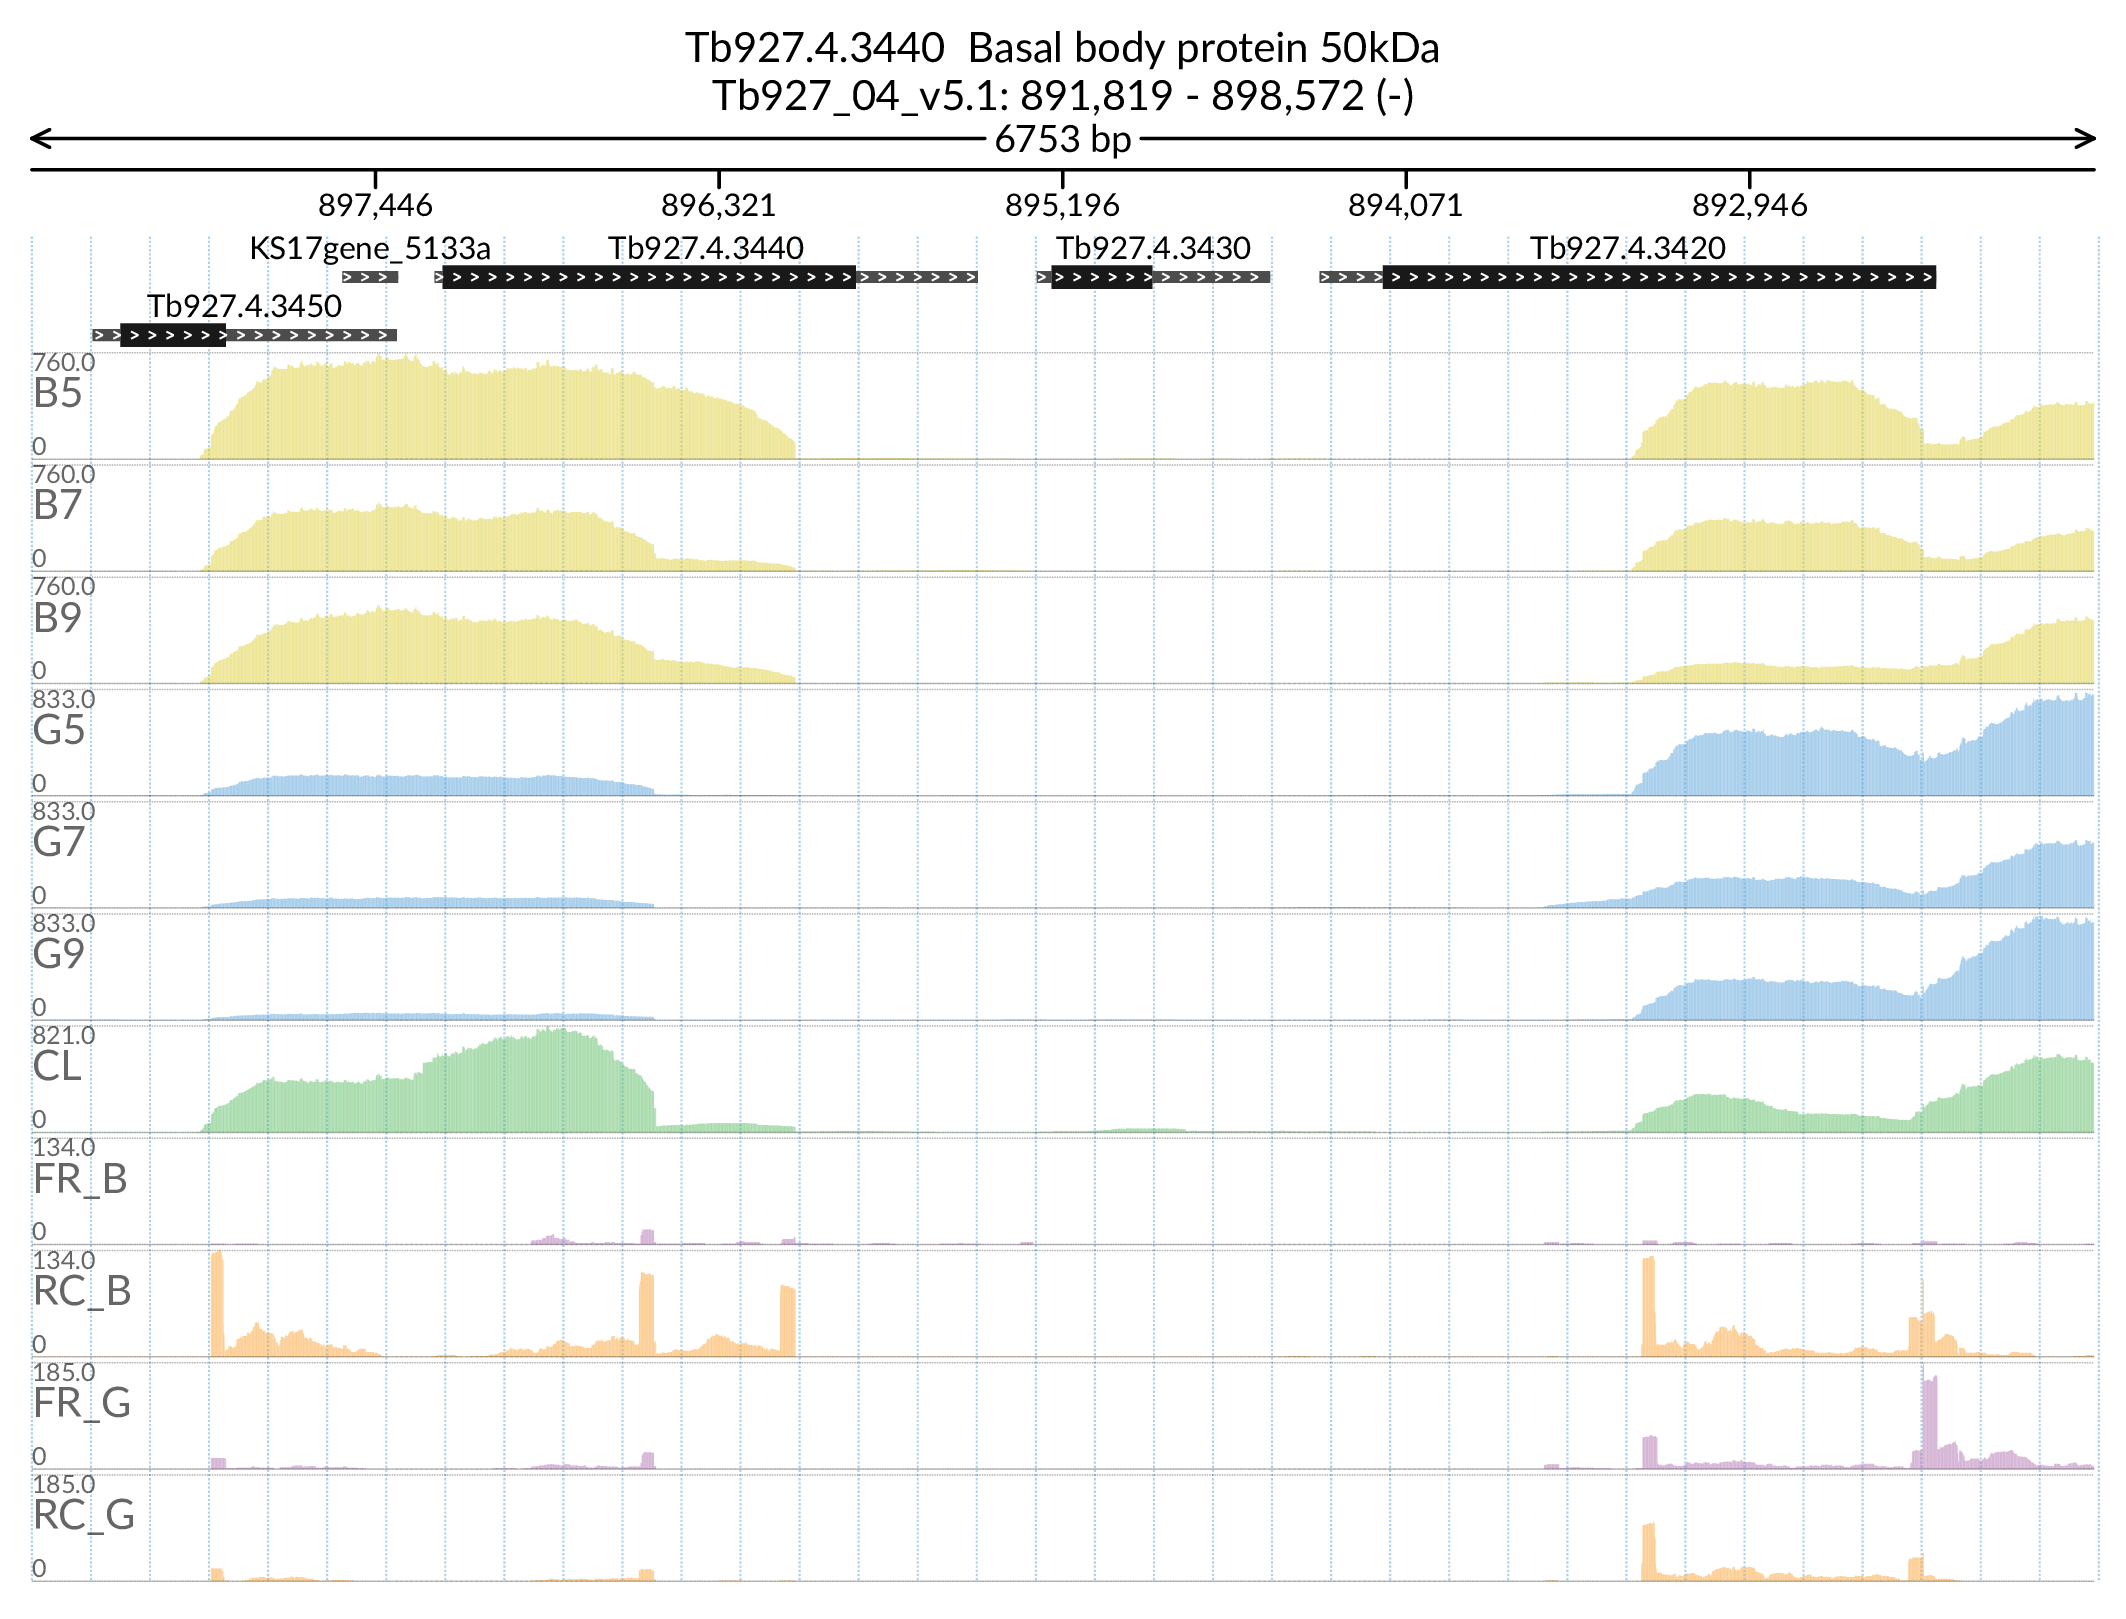 Tb927.4.3440 Basal body protein 50kDa
Tb927_04_v5.1: 891,819 - 898,572 (-)
6753 bp
897,446 896,321 895,196 894,071 892,946
KS17gene_5133a Tb927.4.3440 Tb927.4.3430 Tb927.4.3420
Tb927.4.3450
760.0
B5
0
760.0
B7
0
760.0
B9
0
833.0
G5
0
833.0
G7
0
833.0
G9
0
821.0
CL
0
134.0
FR_B
0
134.0
RC_B
0
185.0
FR_G
0
185.0
RC_G
0